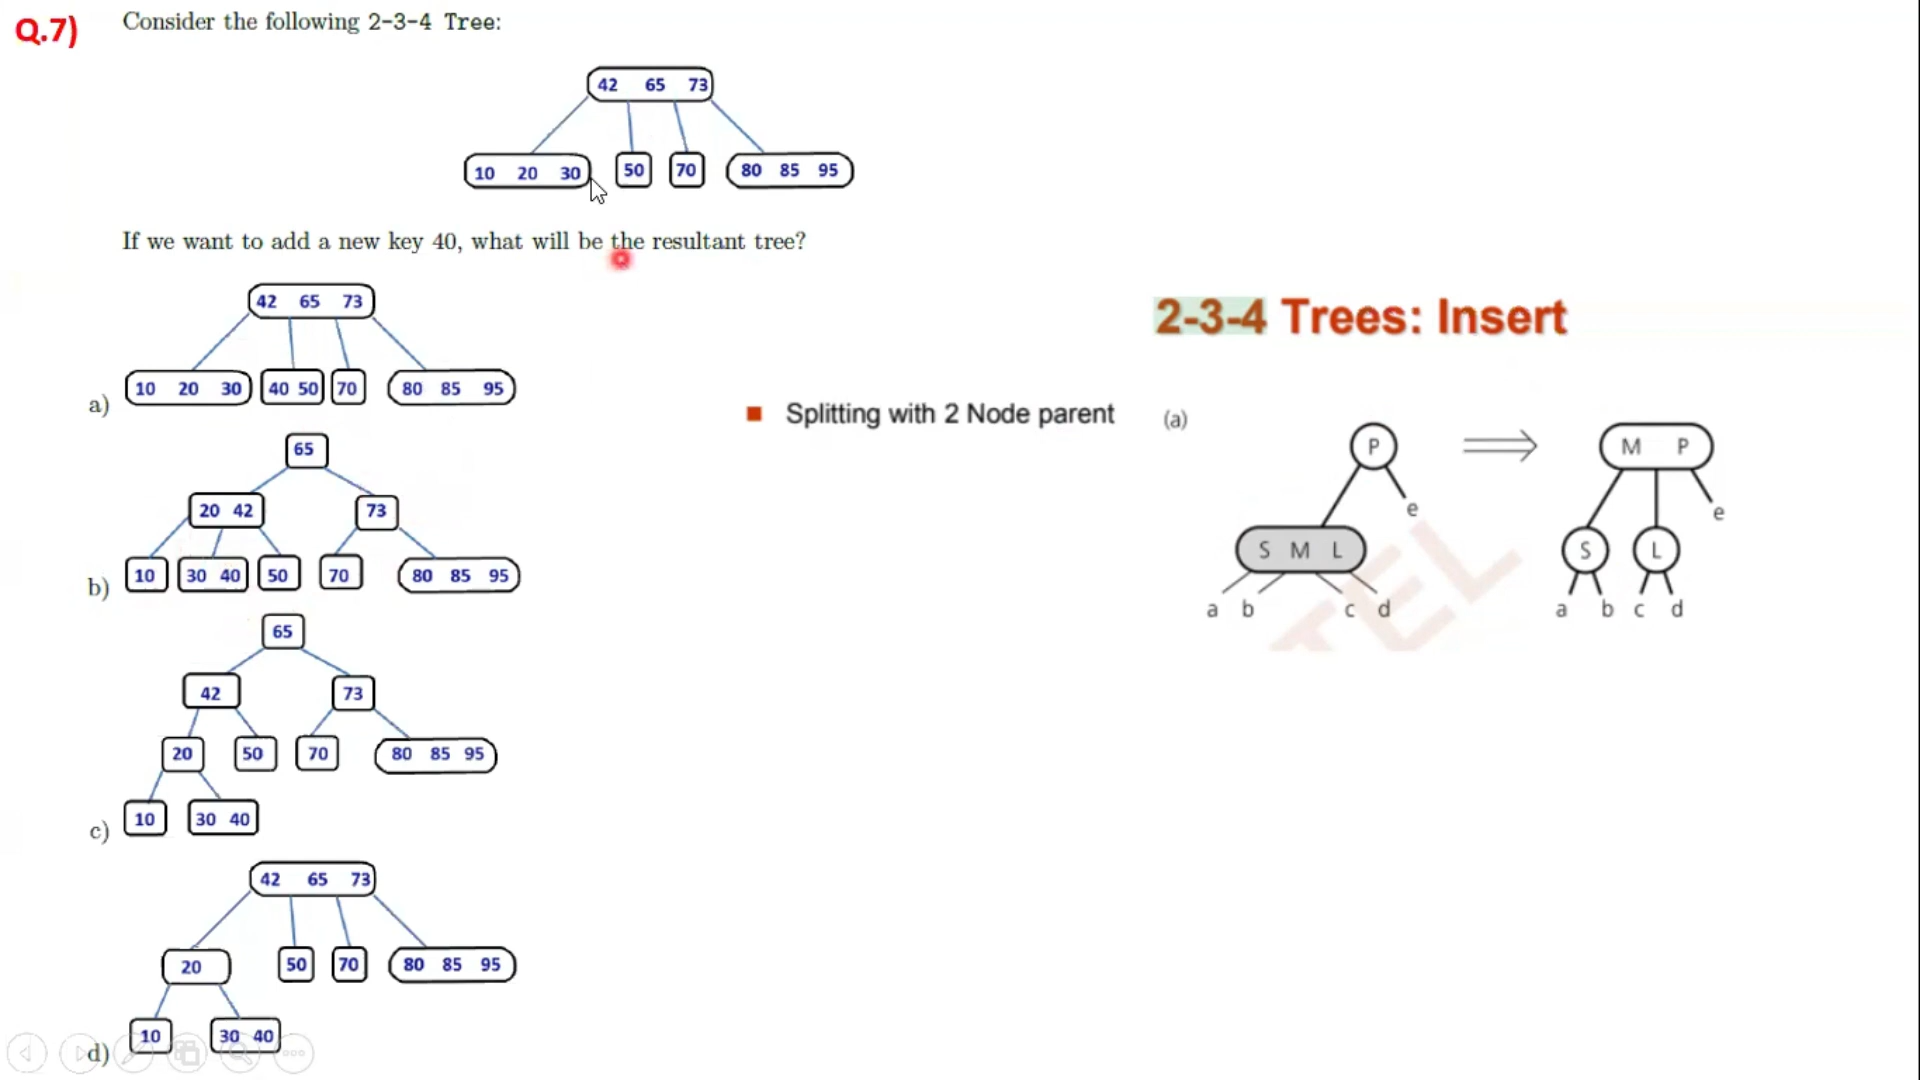 Q.7)
Consider the following 2-3-4 Tree:
42 65 73
10 20 30 50 70 80 85 95
If we want to add a new key 40, what will be the resultant tree?
42 65 73
10 20 30 40 50 70 80 85 95
a)
65
20 42 73
10 30 40 50 70 80 85 95
b)
65
42 73
20 50 70 80 85 95
10 30 40
c)
42 65 73
20 50 70 80 85 95
10 30 40
d)
2-3-4 Trees: Insert
Splitting with 2 Node parent
(a)
P M P
e e
S M L S L
a b c d a b c d
TEL